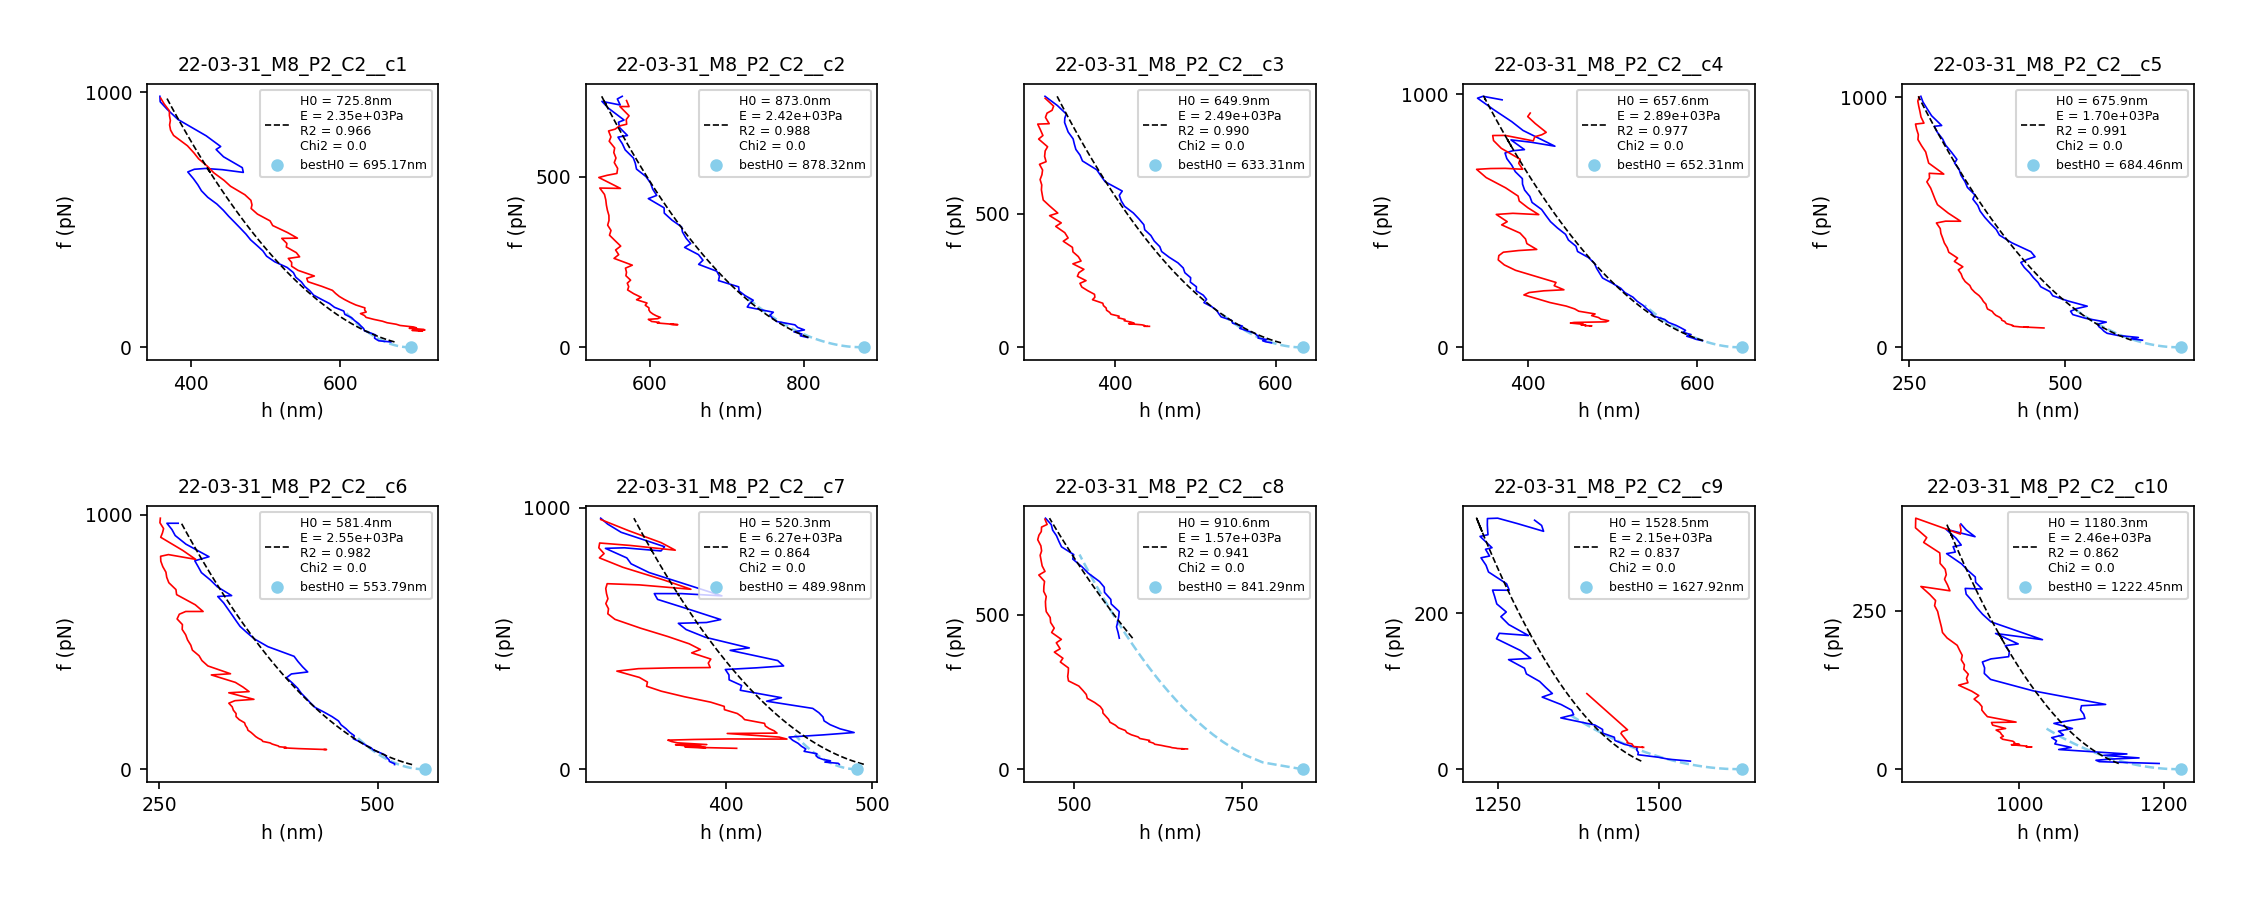 22-03-31_M8_P2_C2__c1
1000
0
400
600
f (pN)
h (nm)
H0 = 725.8nm
E = 2.35e+03Pa
R2 = 0.966
Chi2 = 0.0
bestH0 = 695.17nm
22-03-31_M8_P2_C2__c2
500
0
600
800
f (pN)
h (nm)
H0 = 873.0nm
E = 2.42e+03Pa
R2 = 0.988
Chi2 = 0.0
bestH0 = 878.32nm
22-03-31_M8_P2_C2__c3
500
0
400
600
f (pN)
h (nm)
H0 = 649.9nm
E = 2.49e+03Pa
R2 = 0.990
Chi2 = 0.0
bestH0 = 633.31nm
22-03-31_M8_P2_C2__c4
1000
0
400
600
f (pN)
h (nm)
H0 = 657.6nm
E = 2.89e+03Pa
R2 = 0.977
Chi2 = 0.0
bestH0 = 652.31nm
22-03-31_M8_P2_C2__c5
1000
0
250
500
f (pN)
h (nm)
H0 = 675.9nm
E = 1.70e+03Pa
R2 = 0.991
Chi2 = 0.0
bestH0 = 684.46nm
22-03-31_M8_P2_C2__c6
1000
0
250
500
f (pN)
h (nm)
H0 = 581.4nm
E = 2.55e+03Pa
R2 = 0.982
Chi2 = 0.0
bestH0 = 553.79nm
22-03-31_M8_P2_C2__c7
1000
0
400
500
f (pN)
h (nm)
H0 = 520.3nm
E = 6.27e+03Pa
R2 = 0.864
Chi2 = 0.0
bestH0 = 489.98nm
22-03-31_M8_P2_C2__c8
500
0
500
750
f (pN)
h (nm)
H0 = 910.6nm
E = 1.57e+03Pa
R2 = 0.941
Chi2 = 0.0
bestH0 = 841.29nm
22-03-31_M8_P2_C2__c9
200
0
1250
1500
f (pN)
h (nm)
H0 = 1528.5nm
E = 2.15e+03Pa
R2 = 0.837
Chi2 = 0.0
bestH0 = 1627.92nm
22-03-31_M8_P2_C2__c10
250
0
1000
1200
f (pN)
h (nm)
H0 = 1180.3nm
E = 2.46e+03Pa
R2 = 0.862
Chi2 = 0.0
bestH0 = 1222.45nm